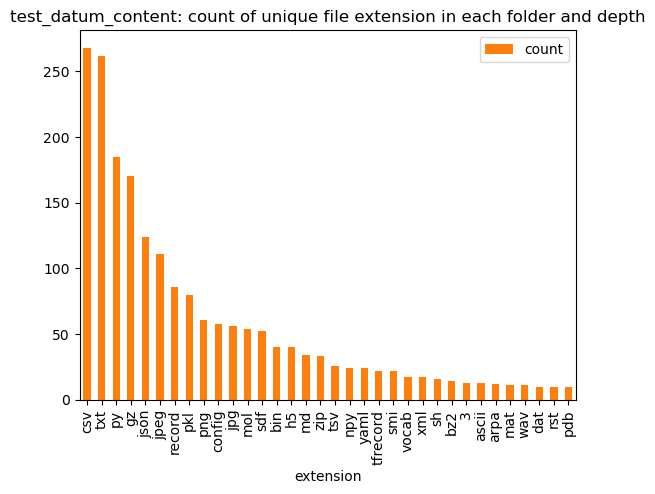 test_datum_content: count of unique file extension in each folder and depth
count
250
200
150
100
50
0
csv
txt
py
gz
json
jpeg
record
pkl
png
config
jpg
mol
sdf
bin
h5
md
zip
tsv
npy
yaml
tfrecord
smi
vocab
xml
sh
bz2
3
ascii
arpa
mat
wav
dat
rst
pdb
extension